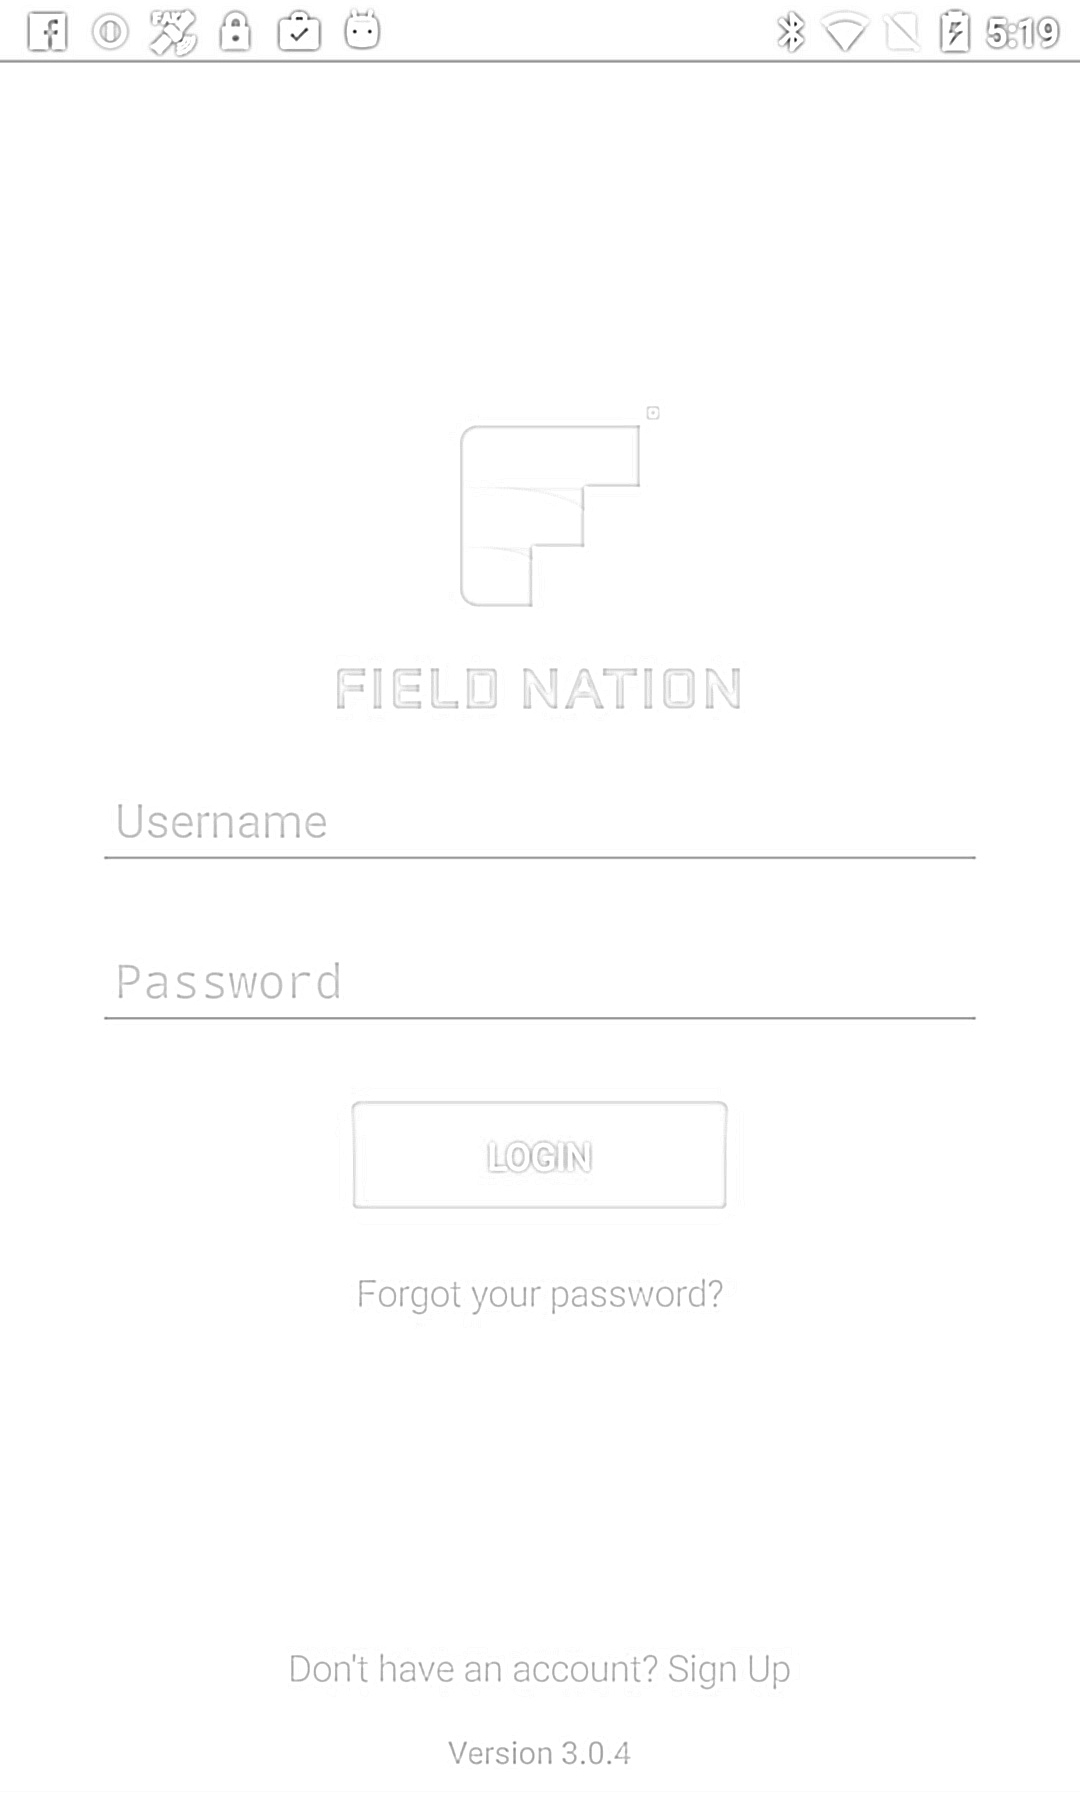 5:19
FIELD NATION
Username
Password
LOGIN
Forgot your password?
Don't have an account? Sign Up
Version 3.0.4